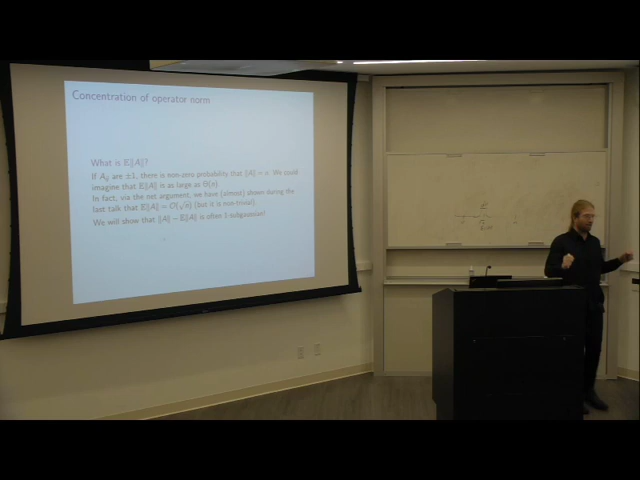 Concentration of operator norm
What is 𝔼‖A‖?
If Aᵢⱼ are ±1, there is non-zero probability that ‖A‖ = n. We could
imagine that 𝔼‖A‖ is as large as Θ(n)
In fact, via the net argument, we have (almost) shown during the
last talk that 𝔼‖A‖ = O(√n) (but it is non-trivial).
We will show that ‖A‖ − 𝔼‖A‖ is often 1-subgaussian!